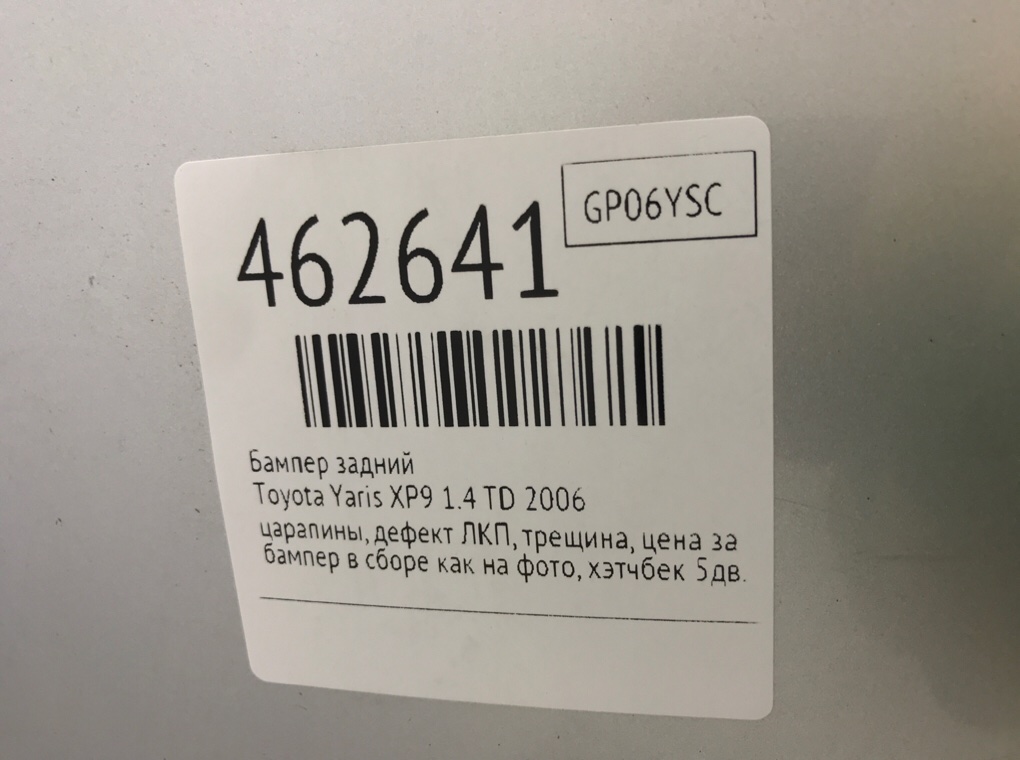 GP06YSC
462641
Бампер задний
Toyota Yaris XP9 1.4 TD 2006
царапины, дефект ЛКП, трещина, цена за
бампер в сборе как на фото, хэтчбек 5дв.